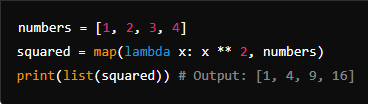 numbers = [1, 2, 3, 4]
squared = map(lambda x: x ** 2, numbers)
print(list(squared)) # Output: [1, 4, 9, 16]